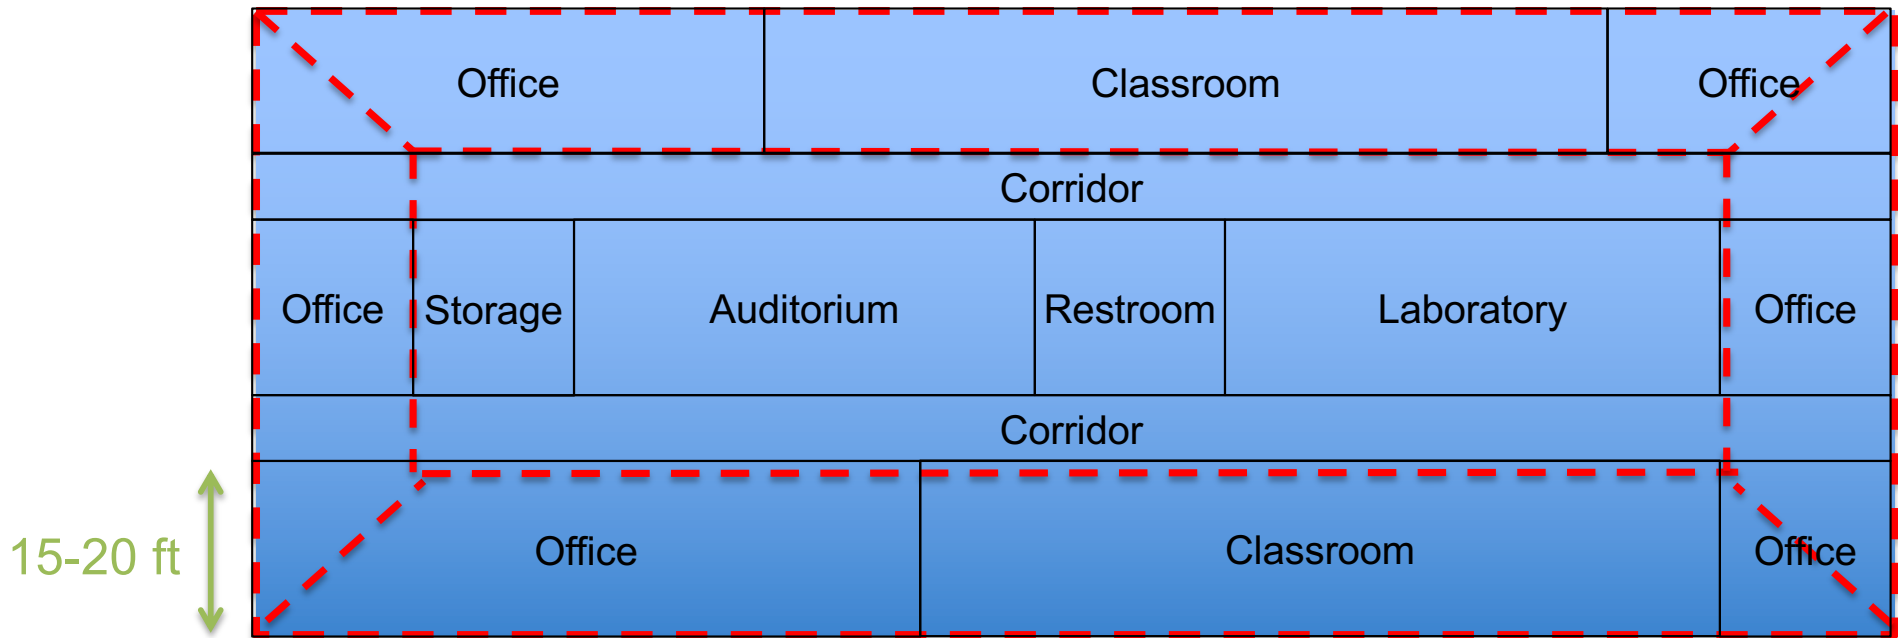 Office
Classroom
Office
Corridor
Office
Storage
Auditorium
Restroom
Laboratory
Office
Corridor
15-20 ft
Office
Classroom
Office